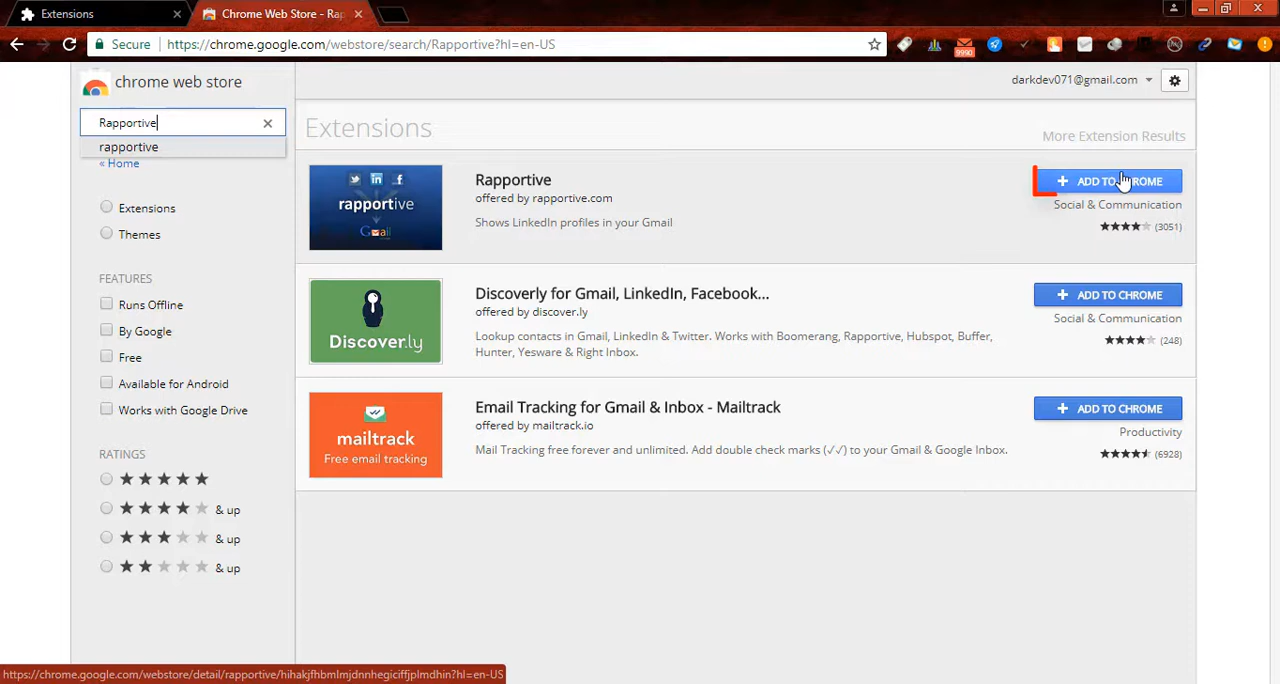 Extensions
Chrome Web Store - Rap
Secure
https://chrome.google.com/webstore/search/Rapportive?hl=en-US
9990
chrome web store
darkdev071@gmail.com
Rapportive
rapportive
« Home
Extensions
Themes
FEATURES
Runs Offline
By Google
Free
Available for Android
Works with Google Drive
RATINGS
& up
& up
& up
Extensions
More Extension Results
rapportive
Gmail
Rapportive
offered by rapportive.com
Shows LinkedIn profiles in your Gmail
ADD TO CHROME
Social & Communication
(3051)
Discover.ly
Discoverly for Gmail, LinkedIn, Facebook...
offered by discover.ly
Lookup contacts in Gmail, LinkedIn & Twitter. Works with Boomerang, Rapportive, Hubspot, Buffer,
Hunter, Yesware & Right Inbox.
ADD TO CHROME
Social & Communication
(248)
mailtrack
Free email tracking
Email Tracking for Gmail & Inbox - Mailtrack
offered by mailtrack.io
Mail Tracking free forever and unlimited. Add double check marks (✓✓) to your Gmail & Google Inbox.
ADD TO CHROME
Productivity
(6928)
https://chrome.google.com/webstore/detail/rapportive/hihakjfhbmlmjdnnhegiciffjplmdhin?hl=en-US